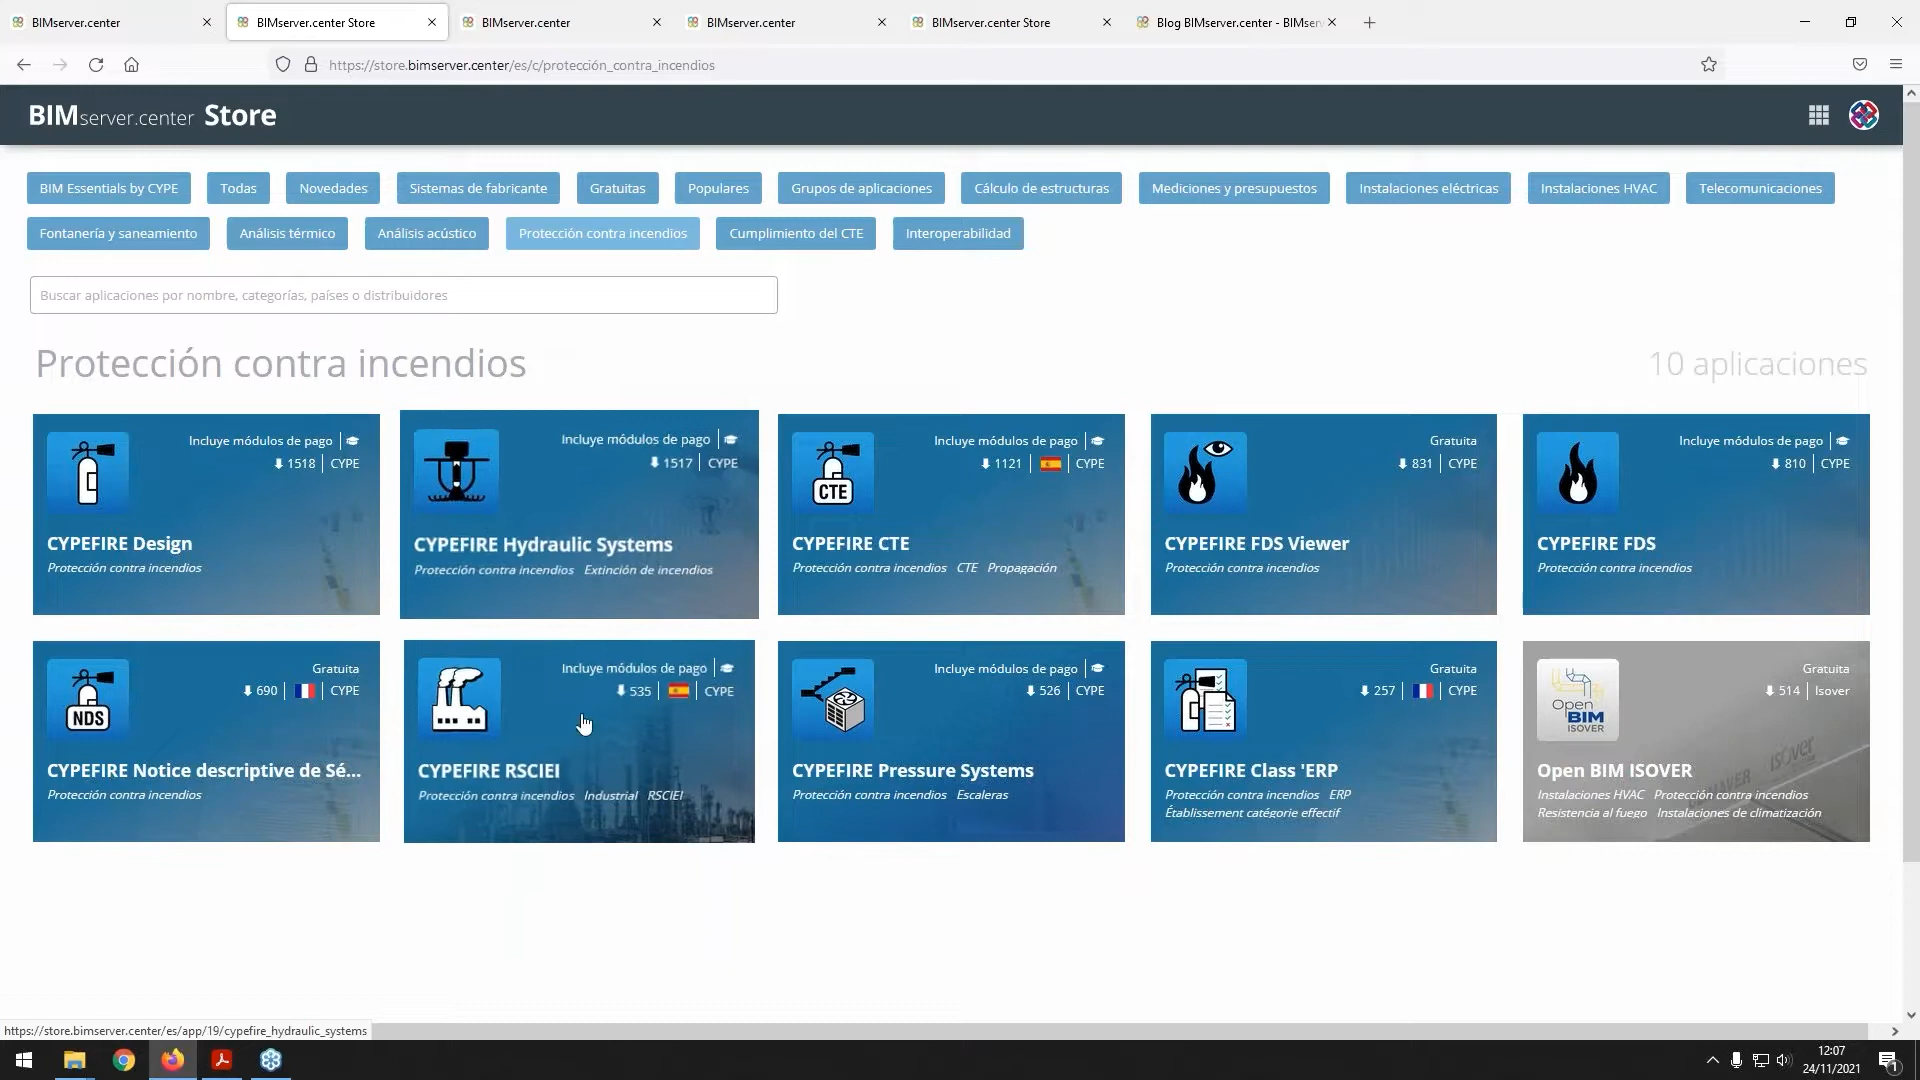 BIMserver.center
BIMserver.center Store
BIMserver.center
BIMserver.center
BIMserver.center Store
Blog BIMserver.center - BIMser
https://store.bimserver.center/es/c/protección_contra_incendios
BIMserver.center Store
BIM Essentials by CYPE
Todas
Novedades
Sistemas de fabricante
Gratuitas
Populares
Grupos de aplicaciones
Cálculo de estructuras
Mediciones y presupuestos
Instalaciones eléctricas
Instalaciones HVAC
Telecomunicaciones
Fontanería y saneamiento
Análisis térmico
Análisis acústico
Protección contra incendios
Cumplimiento del CTE
Interoperabilidad
Buscar aplicaciones por nombre, categorías, países o distribuidores
Protección contra incendios
10 aplicaciones
Incluye módulos de pago
1518 CYPE
CYPEFIRE Design
Protección contra incendios
Incluye módulos de pago
1517 CYPE
CYPEFIRE Hydraulic Systems
Protección contra incendios Extinción de incendios
Incluye módulos de pago
1121 CYPE
CTE
CYPEFIRE CTE
Protección contra incendios CTE Propagación
Gratuita
831 CYPE
CYPEFIRE FDS Viewer
Protección contra incendios
Incluye módulos de pago
810 CYPE
CYPEFIRE FDS
Protección contra incendios
Gratuita
690 CYPE
NDS
CYPEFIRE Notice descriptive de Sé...
Protección contra incendios
Incluye módulos de pago
535 CYPE
CYPEFIRE RSCIEI
Protección contra incendios Industrial RSCIEI
Incluye módulos de pago
526 CYPE
CYPEFIRE Pressure Systems
Protección contra incendios Escaleras
Gratuita
257 CYPE
CYPEFIRE Class 'ERP
Protección contra incendios ERP
Établissement catégorie effectif
Gratuita
514 Isover
Open
BIM
ISOVER
isover
Open BIM ISOVER
Instalaciones HVAC Protección contra incendios
Resistencia al fuego Instalaciones de climatización
https://store.bimserver.center/es/app/19/cypefire_hydraulic_systems
12:07
24/11/2021
1